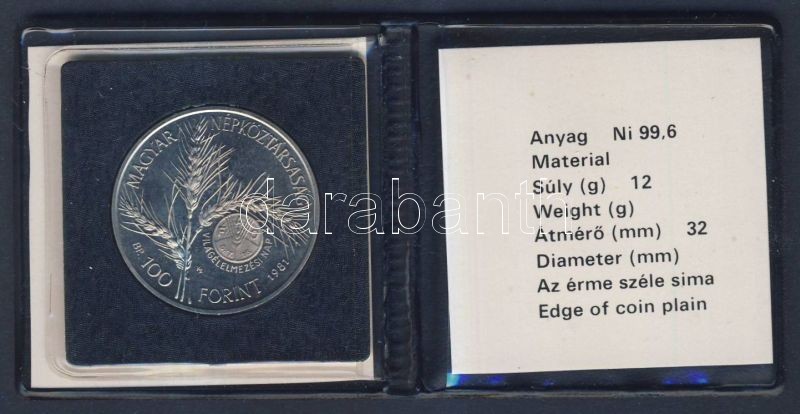 MAGYAR NÉPKÖZTÁRSASÁG
VILÁGÉLELMEZÉSI NAP
BP. 100 FORINT 1981
darabanth
Anyag Ni 99,6
Material
Súly (g) 12
Weight (g)
Átmérő (mm) 32
Diameter (mm)
Az érme széle sima
Edge of coin plain